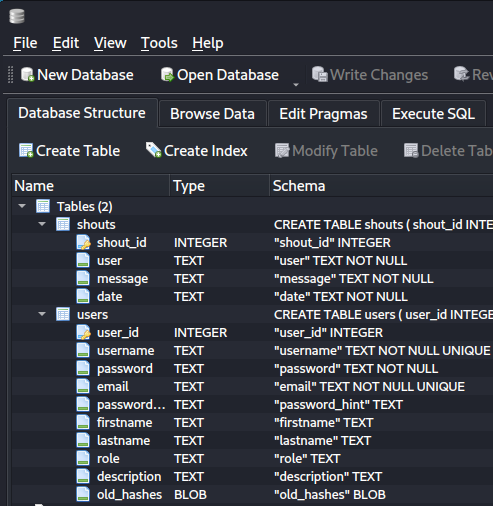 File Edit View Tools Help
New Database Open Database Write Changes Rev
Database Structure Browse Data Edit Pragmas Execute SQL
Create Table Create Index Modify Table Delete Tab
Name Type Schema
Tables (2)
shouts CREATE TABLE shouts ( shout_id INTE
shout_id INTEGER "shout_id" INTEGER
user TEXT "user" TEXT NOT NULL
message TEXT "message" TEXT NOT NULL
date TEXT "date" TEXT NOT NULL
users CREATE TABLE users ( user_id INTEGE
user_id INTEGER "user_id" INTEGER
username TEXT "username" TEXT NOT NULL UNIQUE
password TEXT "password" TEXT NOT NULL
email TEXT "email" TEXT NOT NULL UNIQUE
password... TEXT "password_hint" TEXT
firstname TEXT "firstname" TEXT
lastname TEXT "lastname" TEXT
role TEXT "role" TEXT
description TEXT "description" TEXT
old_hashes BLOB "old_hashes" BLOB